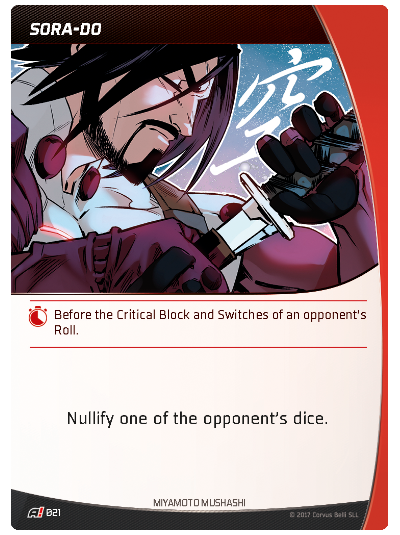 SORA-DO
空
Before the Critical Block and Switches of an opponent's
Roll.
Nullify one of the opponent's dice.
MIYAMOTO MUSHASHI
A! 021
© 2017 Corvus Belli SLL